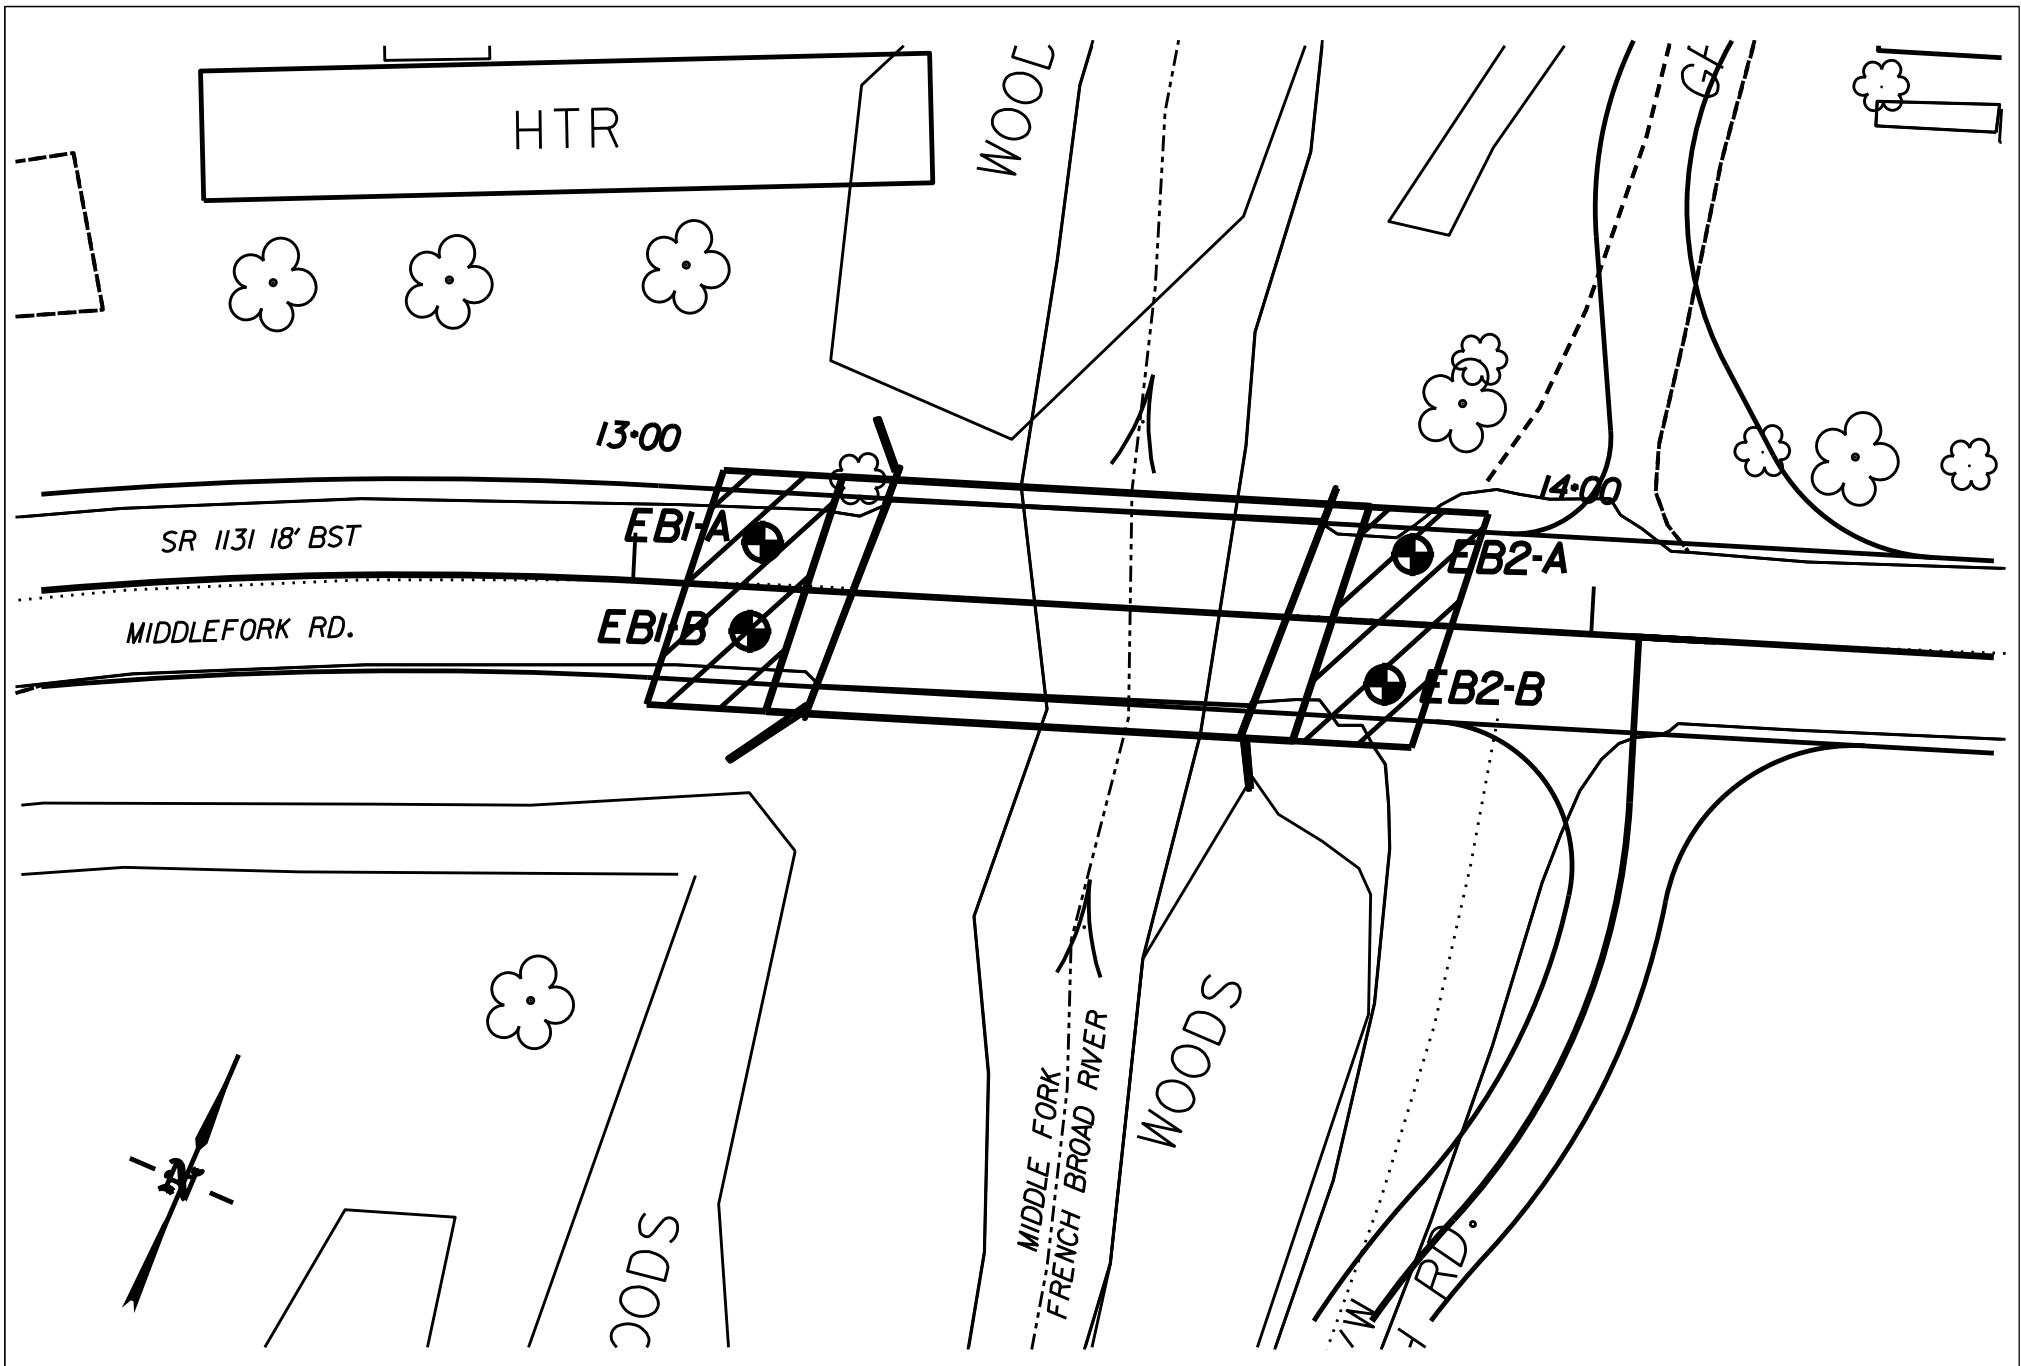 HTR
WOOD
13+00
14+00
SR 1131 18' BST
EB1-A
EB2-A
MIDDLEFORK RD.
EB1-B
EB2-B
WOODS
MIDDLE FORK
FRENCH BROAD RIVER
N
OODS
RD.
W